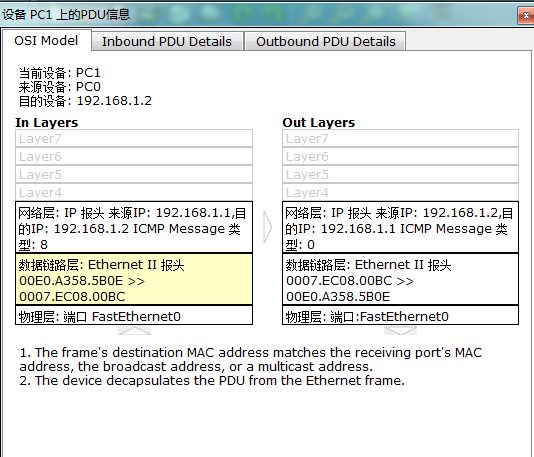 设备 PC1 上的PDU信息
OSI Model
Inbound PDU Details
Outbound PDU Details
当前设备: PC1
来源设备: PC0
目的设备: 192.168.1.2
In Layers
Layer7
Layer6
Layer5
Layer4
网络层: IP 报头 来源IP: 192.168.1.1,目
的IP: 192.168.1.2 ICMP Message 类
型: 8
数据链路层: Ethernet II 报头
00E0.A358.5B0E >>
0007.EC08.00BC
物理层: 端口 FastEthernet0
Out Layers
Layer7
Layer6
Layer5
Layer4
网络层: IP 报头 来源IP: 192.168.1.2,目
的IP: 192.168.1.1 ICMP Message 类
型: 0
数据链路层: Ethernet II 报头
00E0.A358.5B0E >>
0007.EC08.00BC
物理层: 端口:FastEthernet0
1. The frame's destination MAC address matches the receiving port's MAC
address, the broadcast address, or a multicast address.
2. The device decapsulates the PDU from the Ethernet frame.